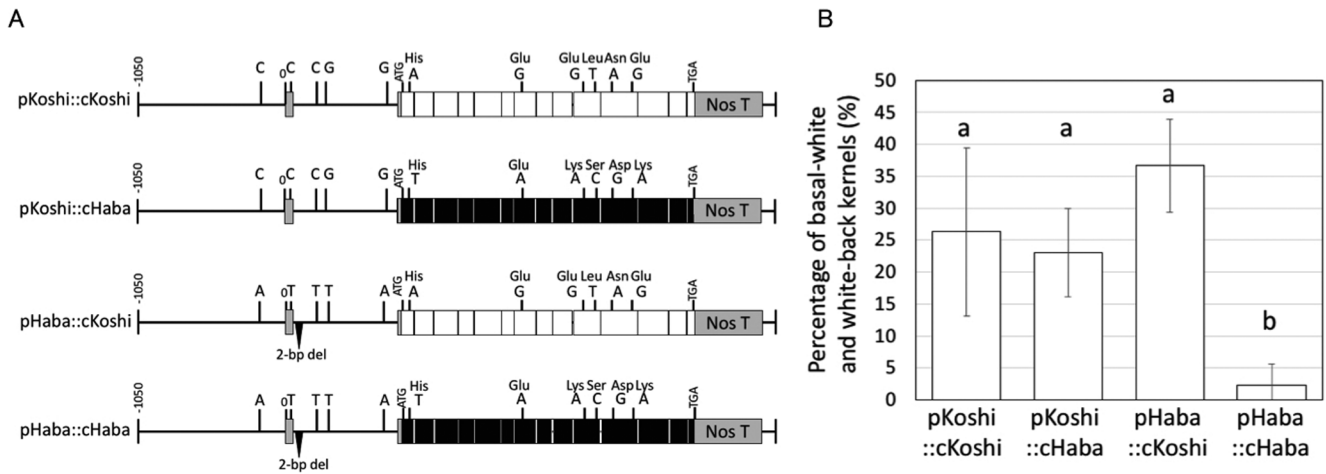 A
-1050
C
0
C
C G
G
ATG
His
A
Glu
G
Glu Leu Asn Glu
G T A G
TGA
pKoshi::cKoshi
Nos T
-1050
C
0
C
C G
G
ATG
His
T
Glu
A
Lys Ser Asp Lys
A C G A
TGA
pKoshi::cHaba
Nos T
-1050
A
0
T
T T
A
ATG
His
A
Glu
G
Glu Leu Asn Glu
G T A G
TGA
pHaba::cKoshi
Nos T
2-bp del
-1050
A
0
T
T T
A
ATG
His
T
Glu
A
Lys Ser Asp Lys
A C G A
TGA
pHaba::cHaba
Nos T
2-bp del
B
Percentage of basal-white
and white-back kernels (%)
50
45
40
35
30
25
20
15
10
5
0
a
a
a
b
pKoshi
::cKoshi
pKoshi
::cHaba
pHaba
::cKoshi
pHaba
::cHaba